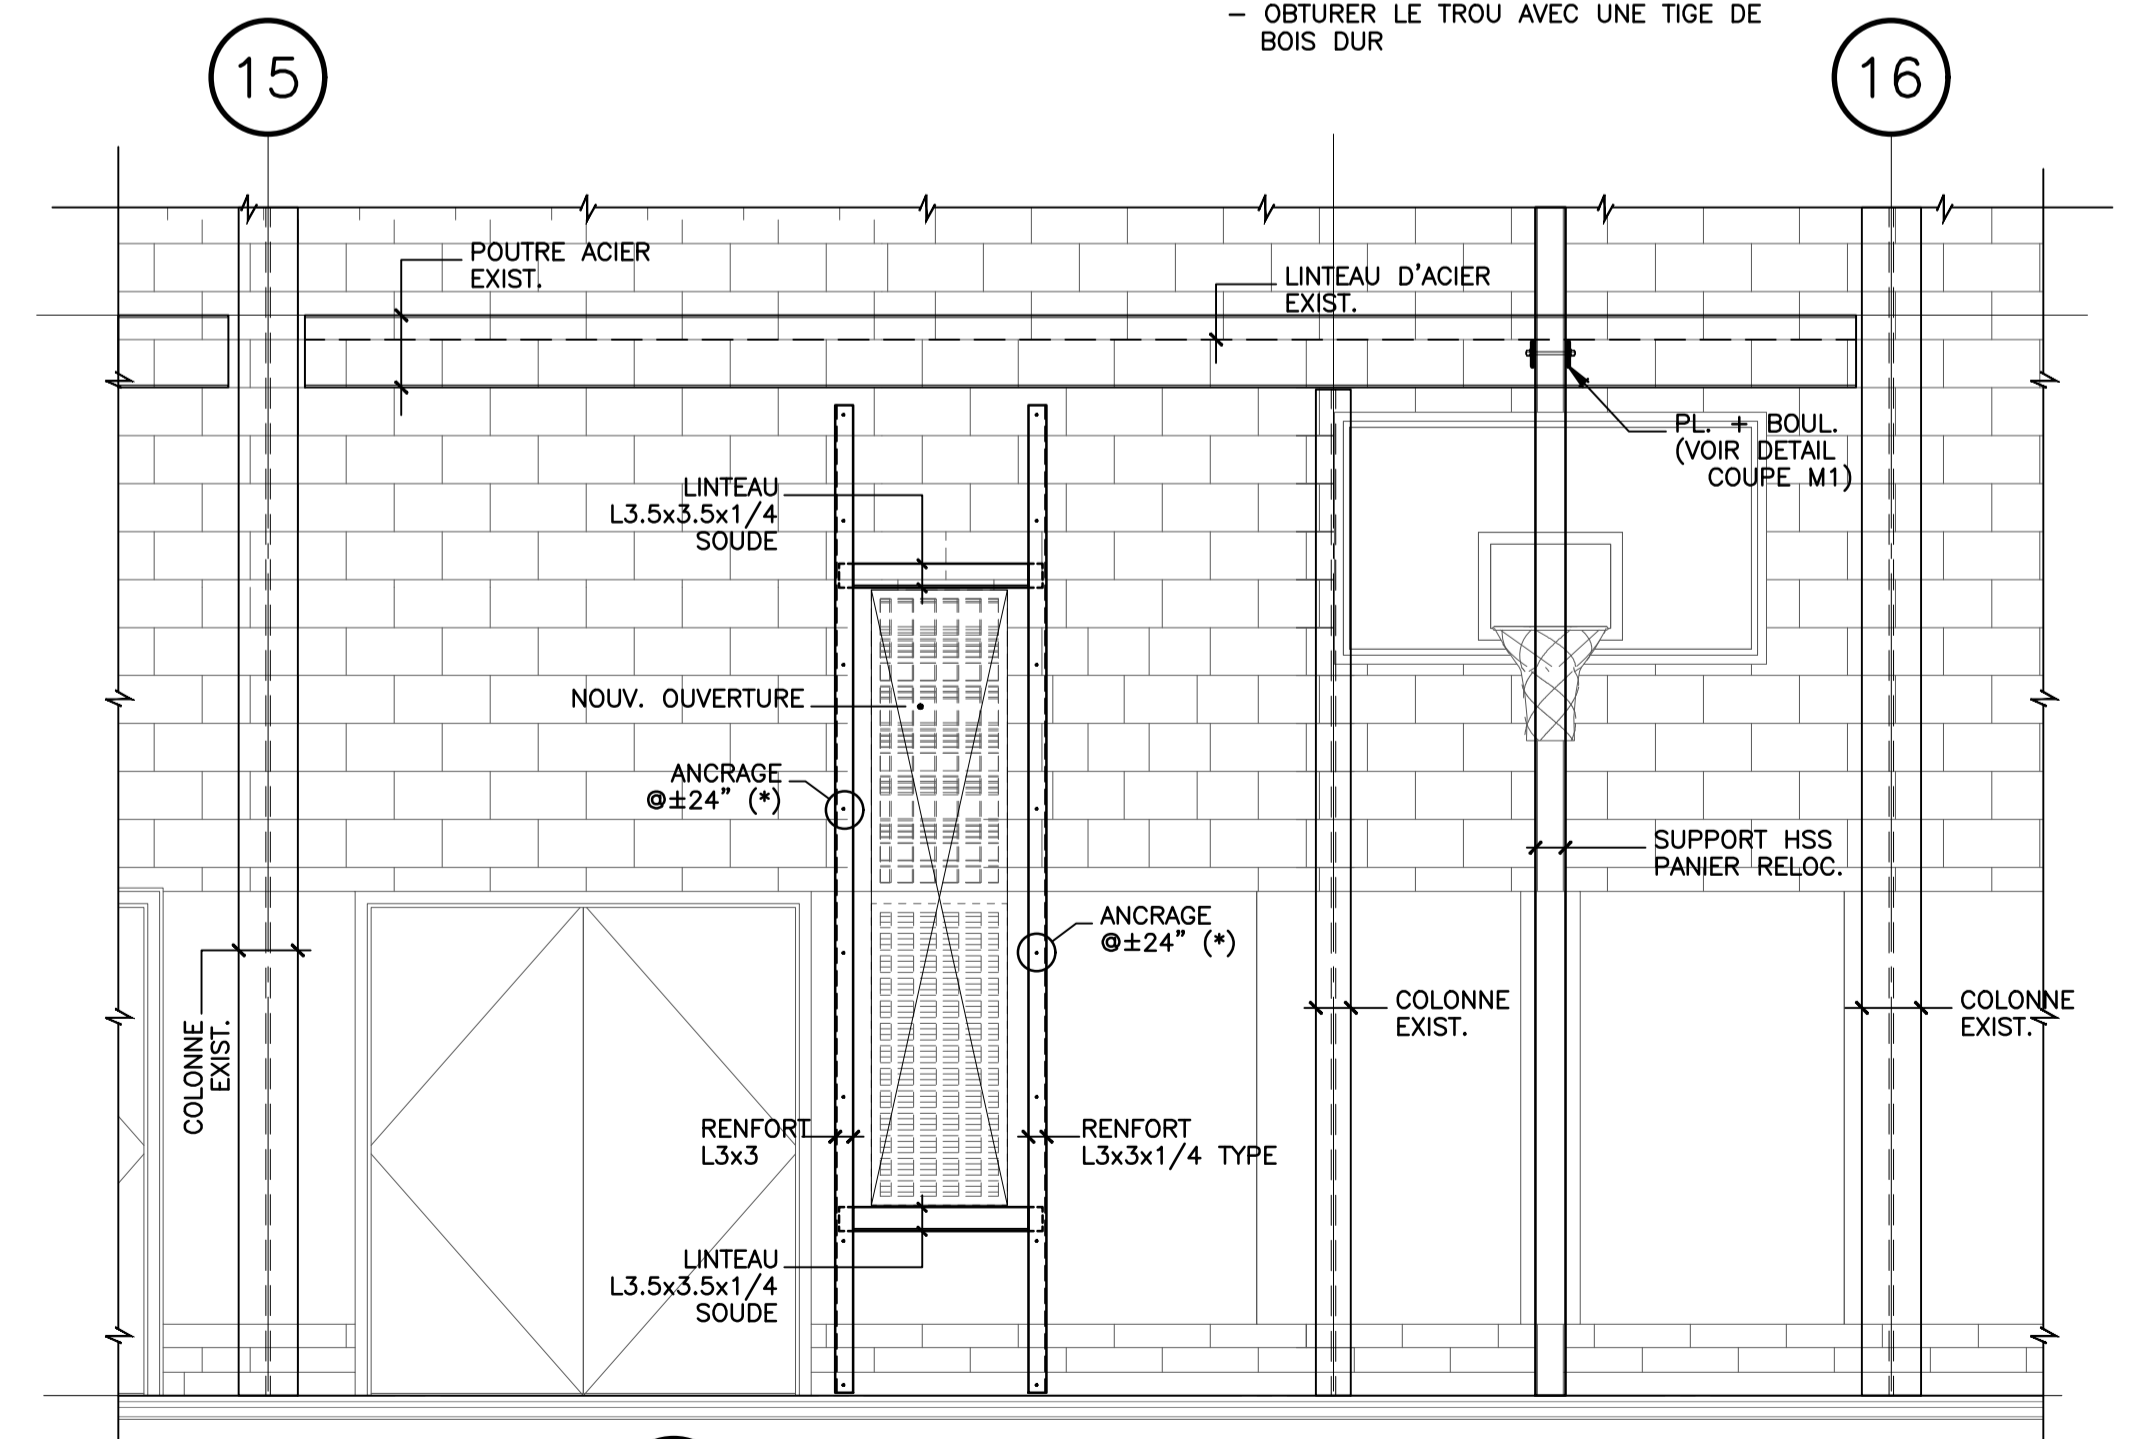 – OBTURER LE TROU AVEC UNE TIGE DE
BOIS DUR
15
16
POUTRE ACIER
EXIST.
LINTEAU D'ACIER
EXIST.
PL. + BOUL.
(VOIR DETAIL
COUPE M1)
LINTEAU
L3.5x3.5x1/4
SOUDE
NOUV. OUVERTURE
ANCRAGE
@±24" (*)
SUPPORT HSS
PANIER RELOC.
ANCRAGE
@±24" (*)
COLONNE
EXIST.
COLONNE
EXIST.
COLONNE
EXIST.
RENFORT
L3x3
RENFORT
L3x3x1/4 TYPE
LINTEAU
L3.5x3.5x1/4
SOUDE